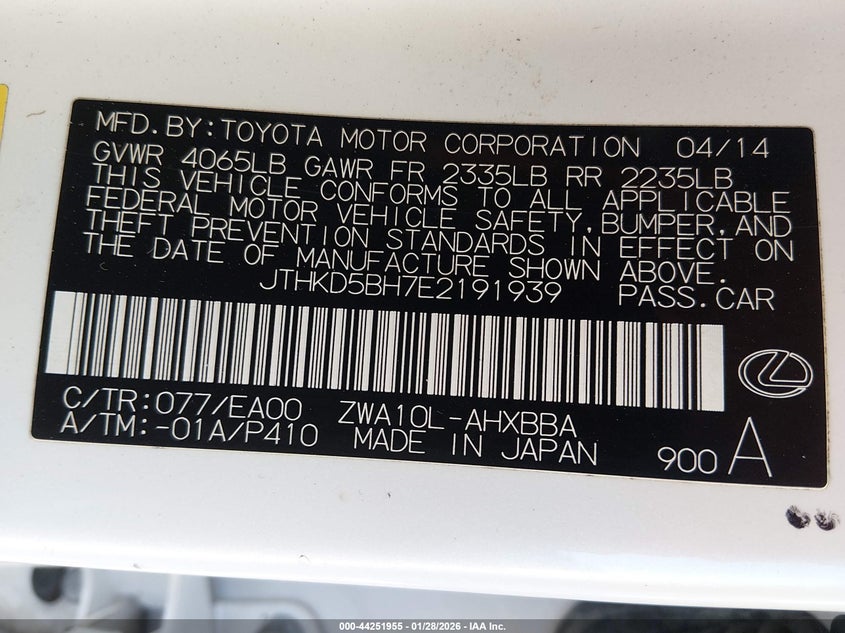 MFD.BY:TOYOTA MOTOR CORPORATION 04/14
GVWR 4065LB GAWR FR 2335LB RR 2235LB
THIS VEHICLE CONFORMS TO ALL APPLICABLE
FEDERAL MOTOR VEHICLE SAFETY,BUMPER,AND
THEFT PREVENTION STANDARDS IN EFFECT ON
THE DATE OF MANUFACTURE SHOWN ABOVE.
JTHKD5BH7E2191939 PASS.CAR
C/TR:077/EA00 ZWA10L-AHXBBA
A/TM:-01A/P410 MADE IN JAPAN 900 A
000-44251955 - 01/28/2026 - IAA Inc.